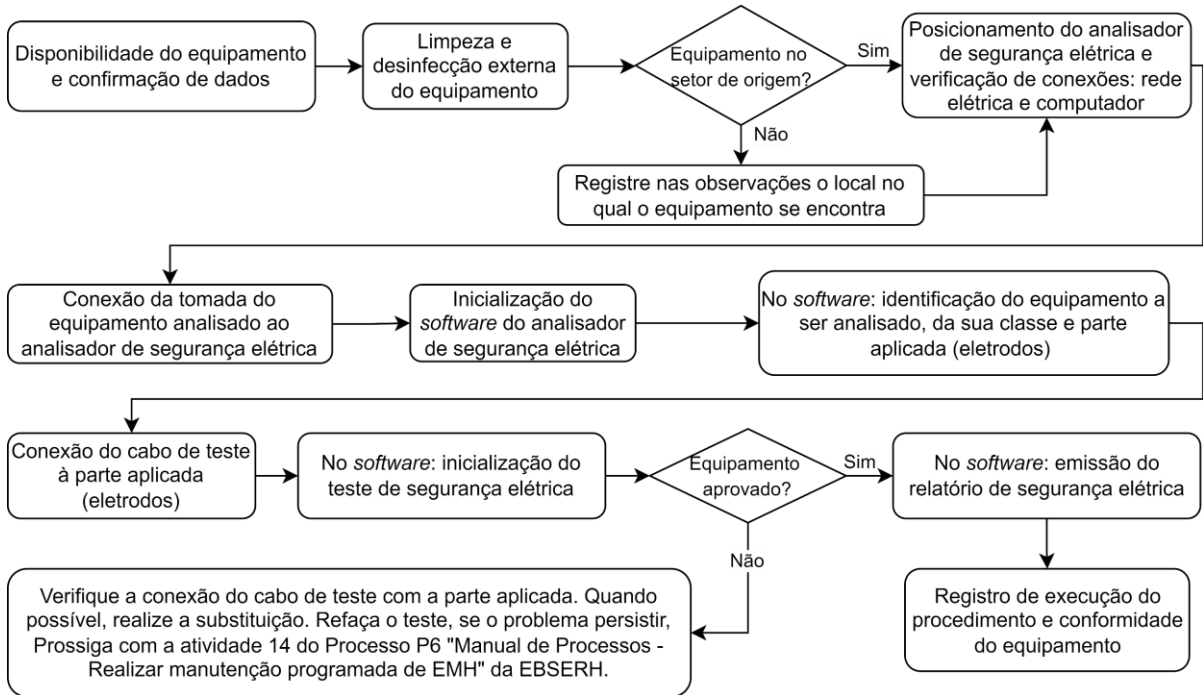 Disponibilidade do equipamento
e confirmação de dados
Limpeza e
desinfecção externa
do equipamento
Equipamento no
setor de origem?
Sim
Posicionamento do analisador
de segurança elétrica e
verificação de conexões: rede
elétrica e computador
Não
Registre nas observações o local no
qual o equipamento se encontra
Conexão da tomada do
equipamento analisado ao
analisador de segurança elétrica
Inicialização do
software do analisador
de segurança elétrica
No software: identificação do equipamento a
ser analisado, da sua classe e parte
aplicada (eletrodos)
Conexão do cabo de teste
à parte aplicada
(eletrodos)
No software: inicialização do
teste de segurança elétrica
Equipamento
aprovado?
Sim
No software: emissão do
relatório de segurança elétrica
Não
Verifique a conexão do cabo de teste com a parte aplicada. Quando
possível, realize a substituição. Refaça o teste, se o problema persistir,
Prossiga com a atividade 14 do Processo P6 "Manual de Processos -
Realizar manutenção programada de EMH" da EBSERH.
Registro de execução do
procedimento e conformidade
do equipamento